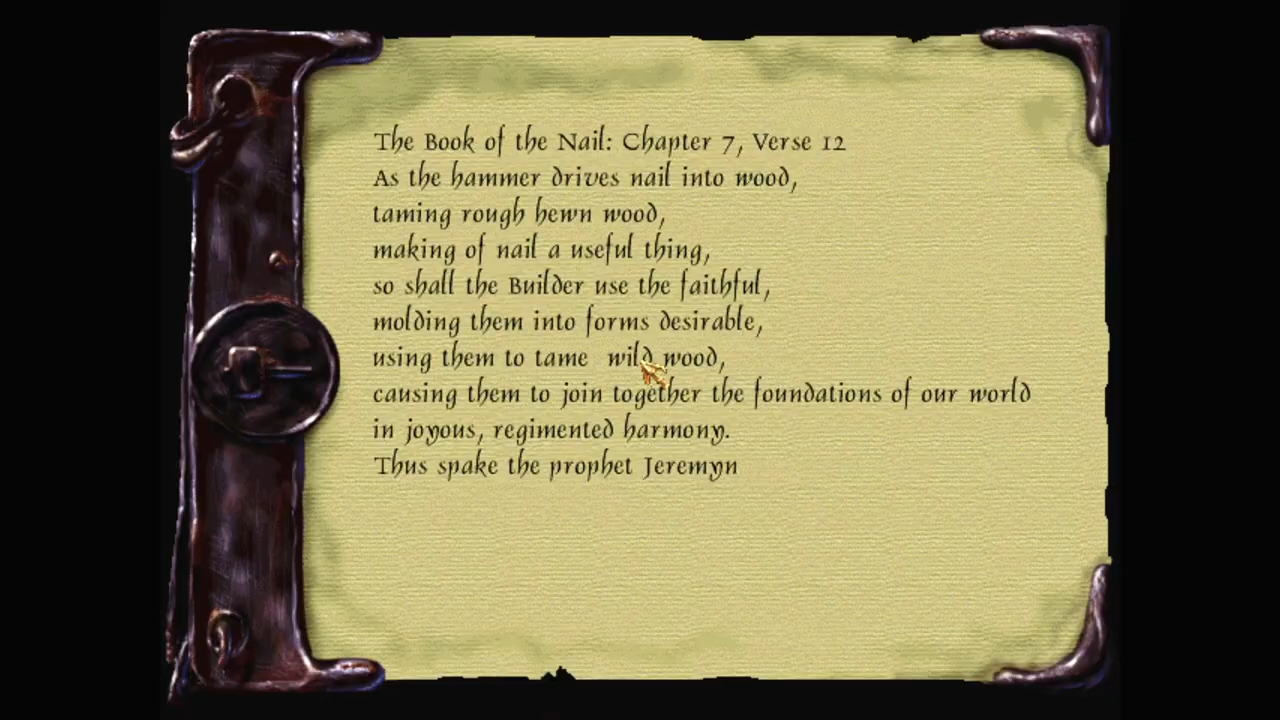 The Book of the Nail: Chapter 7, Verse 12
As the hammer drives nail into wood,
taming rough hewn wood,
making of nail a useful thing,
so shall the Builder use the faithful,
molding them into forms desirable,
using them to tame  wild wood,
causing them to join together the foundations of our world
in joyous, regimented harmony.
Thus spake the prophet Jeremyn